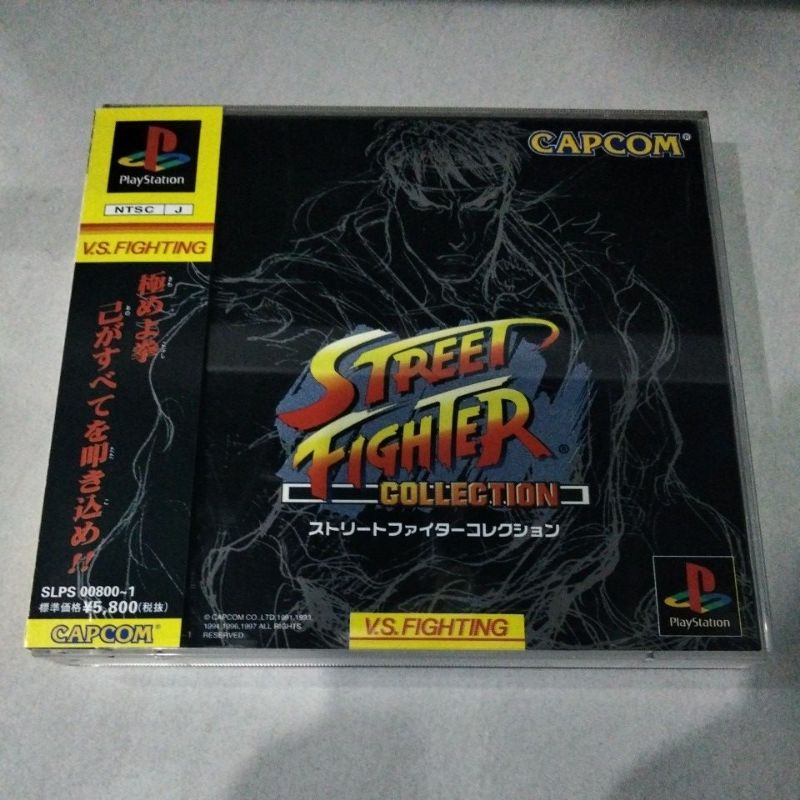 PlayStation
NTSC J
V.S. FIGHTING
極めま拳
己がすべてを叩き込め!!
SLPS 00800~1
標準価格¥5,800(税抜)
CAPCOM
CAPCOM®
STREET
FIGHTER®
COLLECTION
ストリートファイターコレクション
© CAPCOM CO., LTD. 1991, 1993,
1994, 1996, 1997 ALL RIGHTS
RESERVED.
V.S. FIGHTING
PlayStation